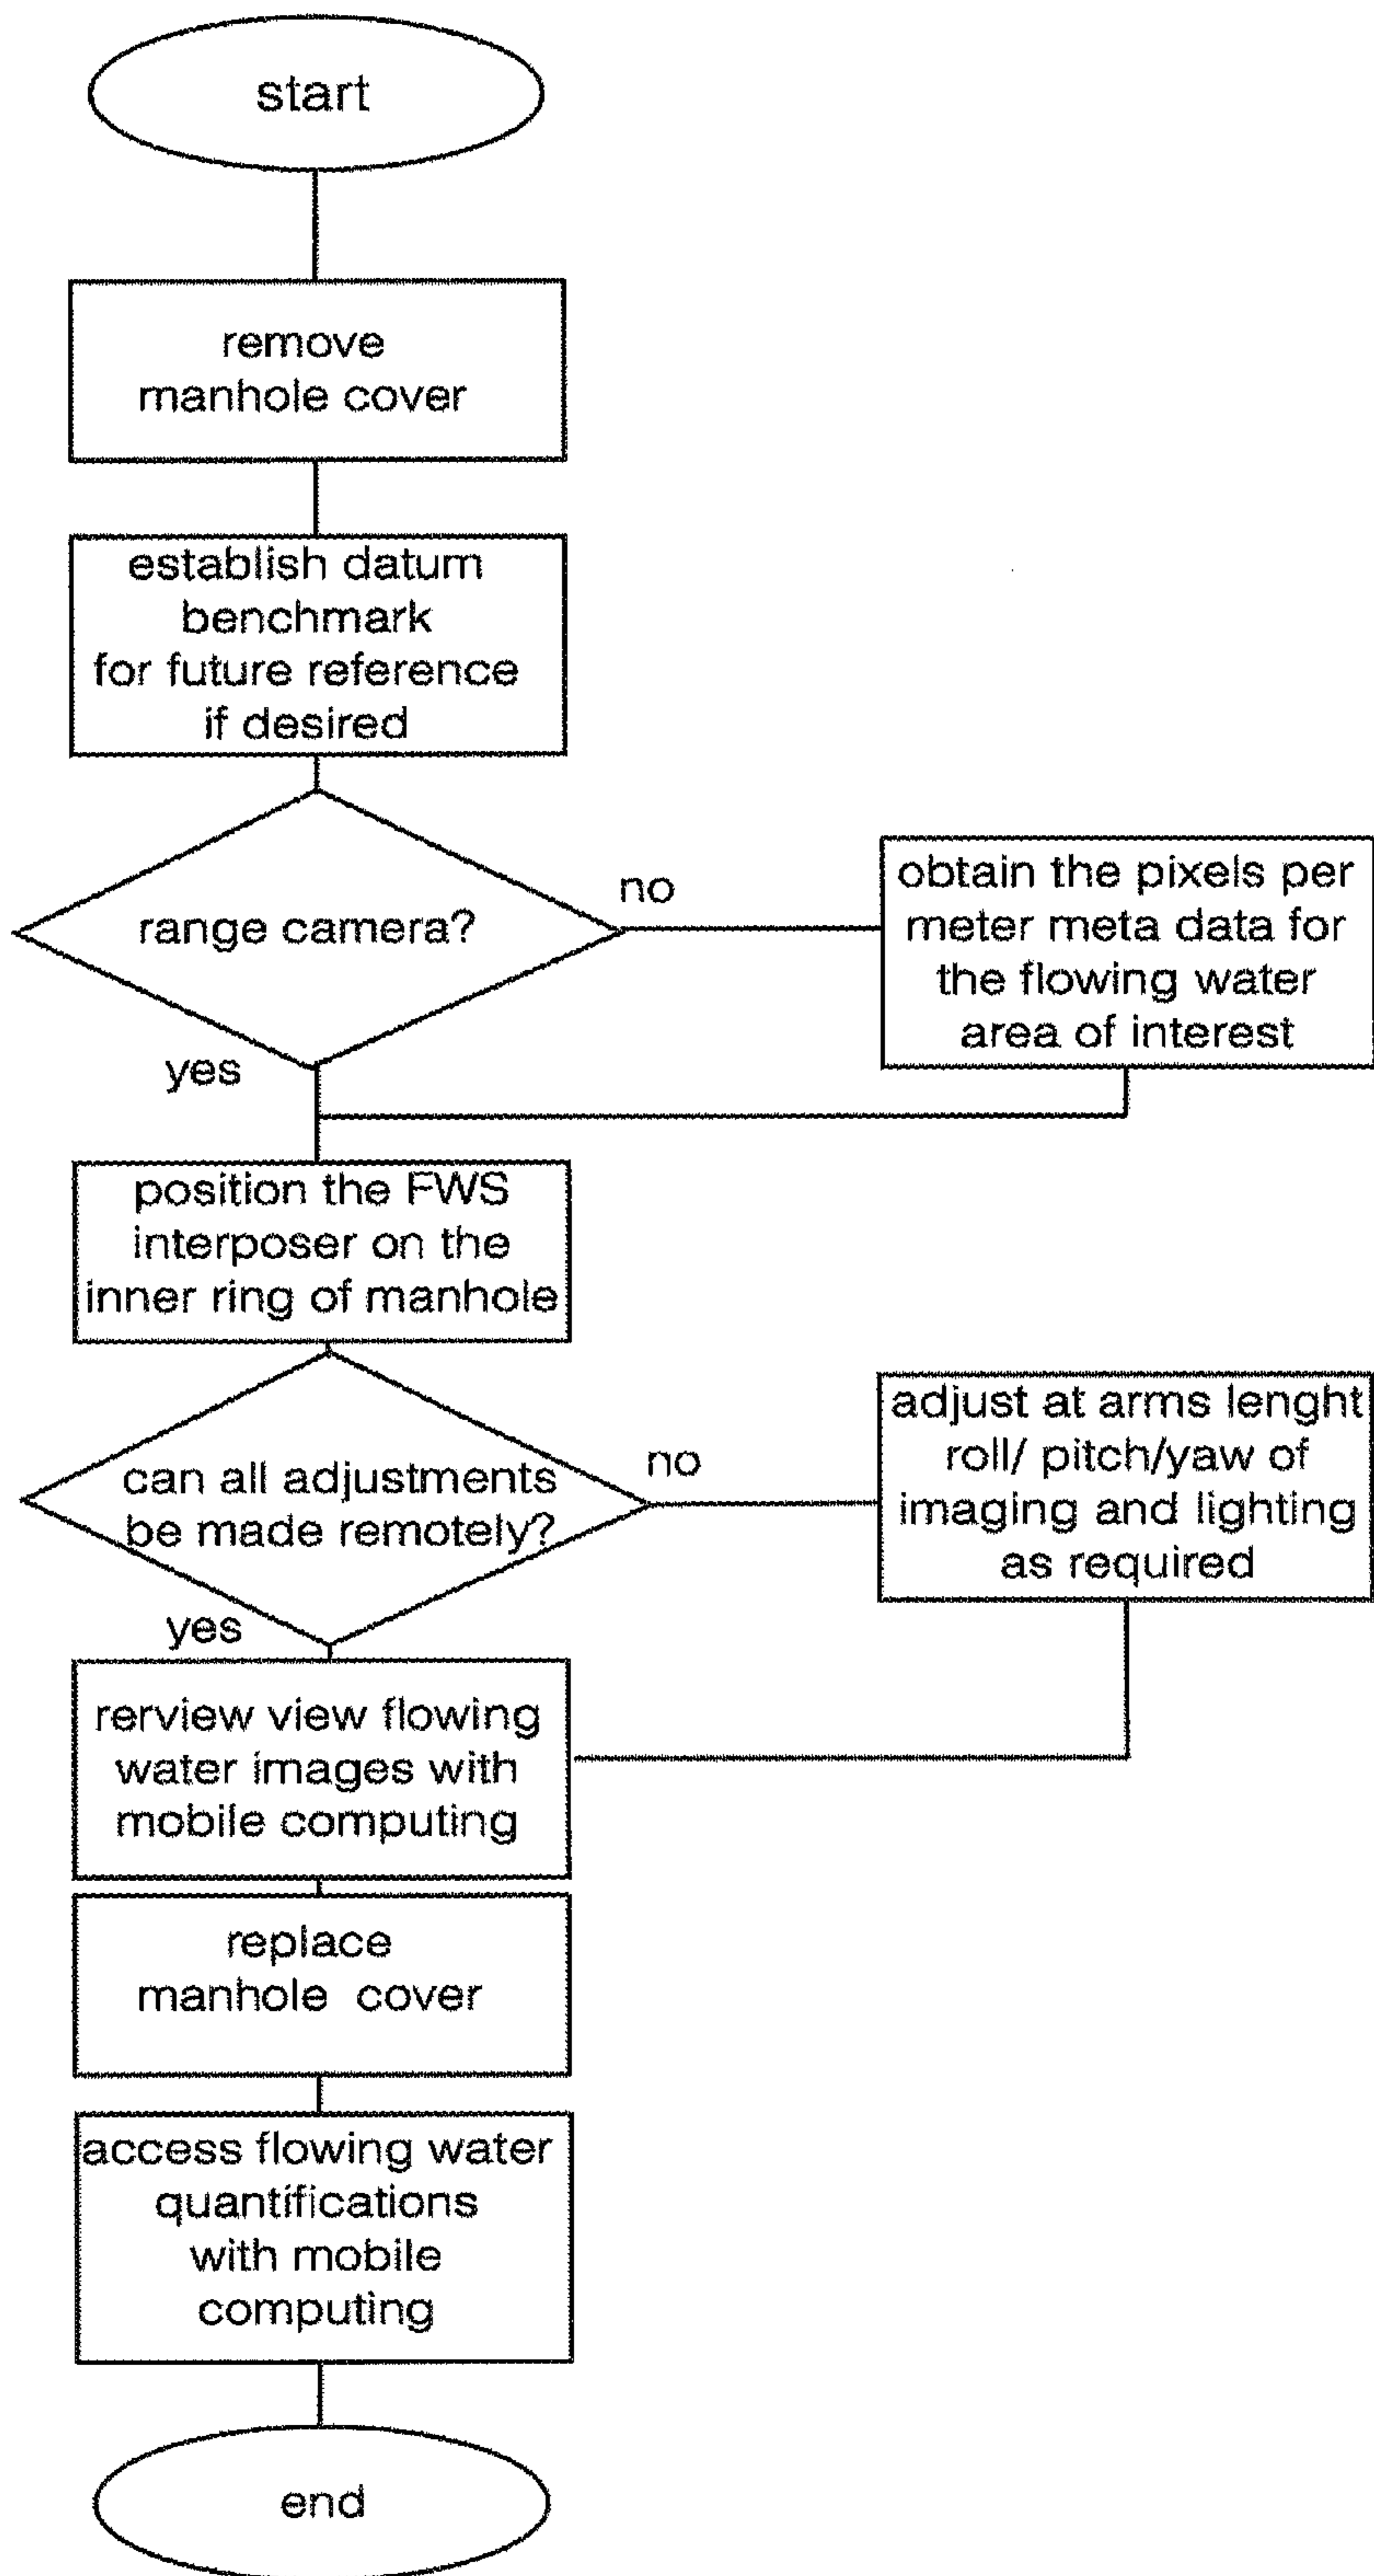 start
remove
manhole cover
establish datum
benchmark
for future reference
if desired
range camera?
no
obtain the pixels per
meter meta data for
the flowing water
area of interest
yes
position the FWS
interposer on the
inner ring of manhole
can all adjustments
be made remotely?
no
adjust at arms lenght
roll/ pitch/yaw of
imaging and lighting
as required
yes
rerview view flowing
water images with
mobile computing
replace
manhole cover
access flowing water
quantifications
with mobile
computing
end